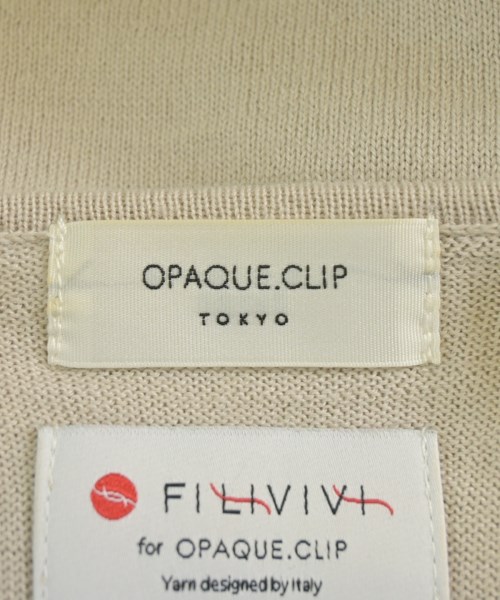 OPAQUE.CLIP
TOKYO
FILIVIVI
for OPAQUE.CLIP
Yarn designed by Italy